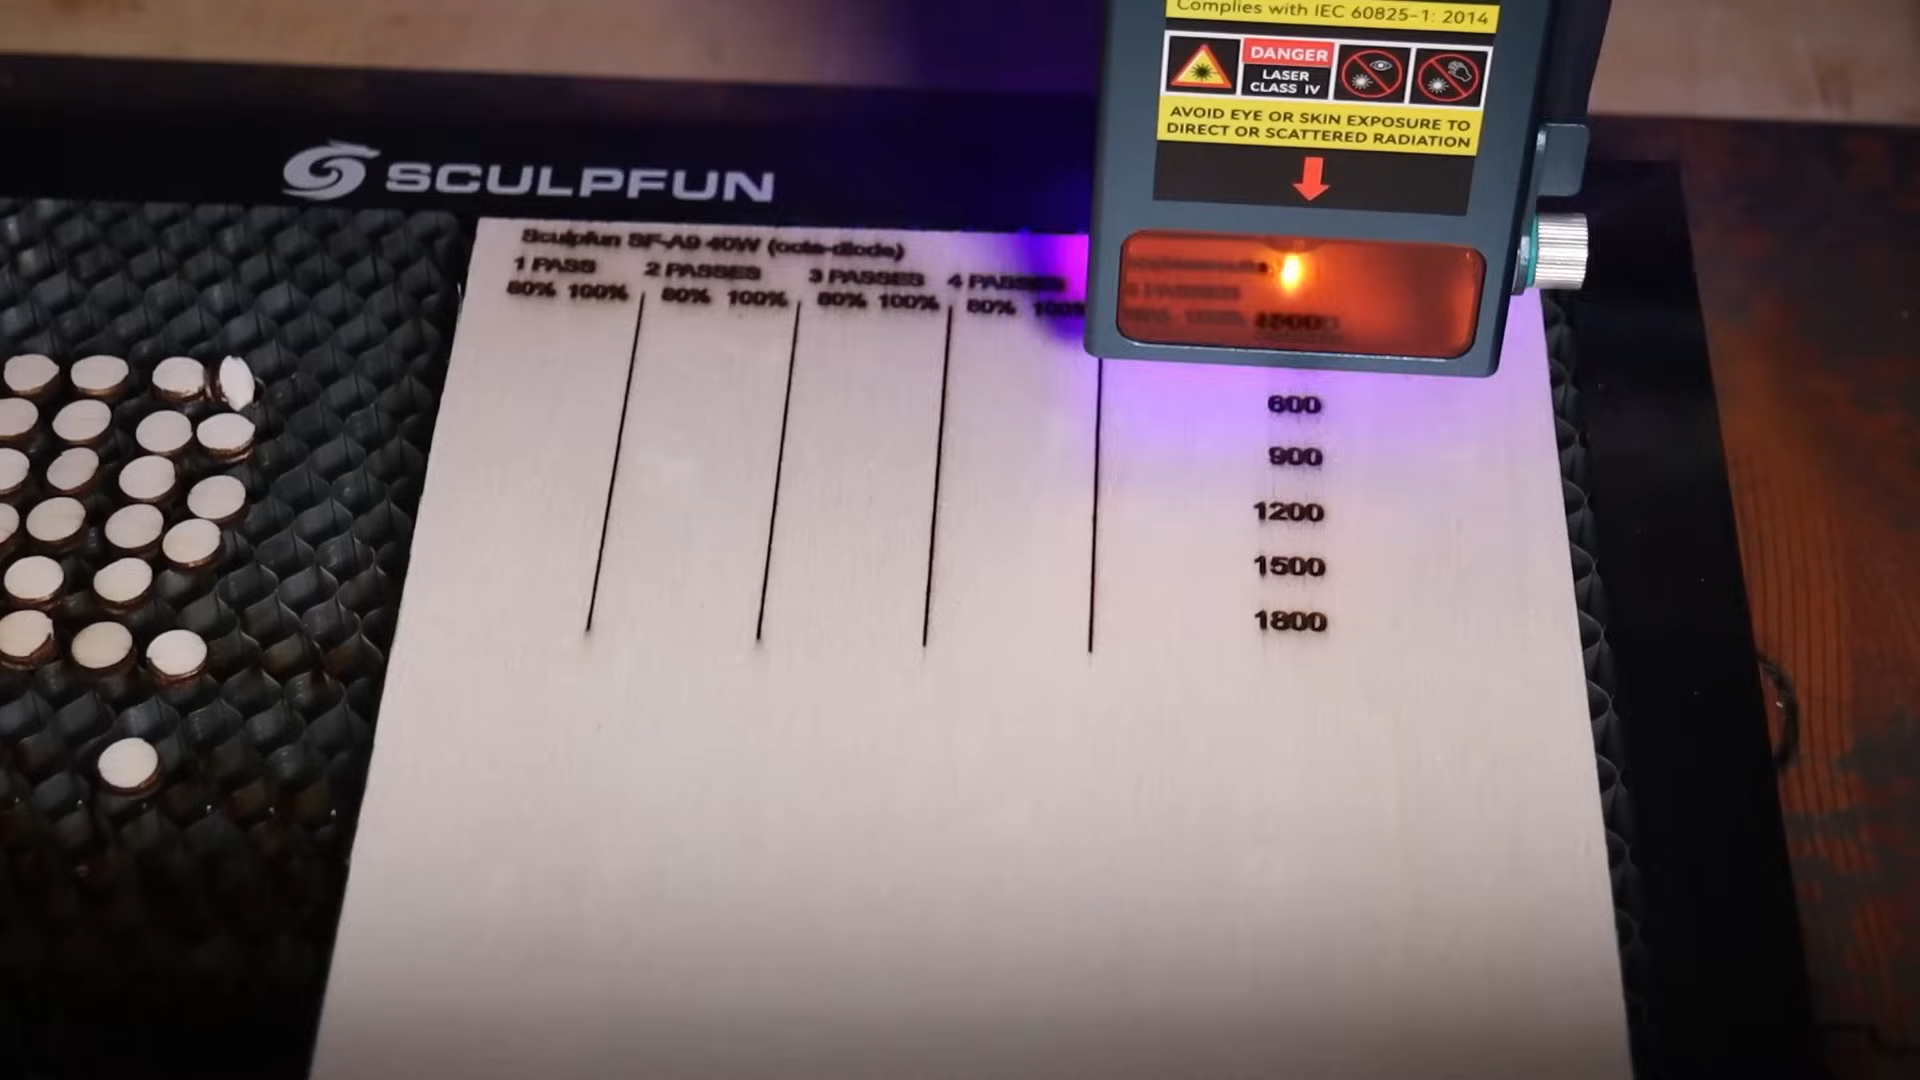 Complies with IEC 60825-1: 2014
DANGER
LASER
CLASS IV
AVOID EYE OR SKIN EXPOSURE TO
DIRECT OR SCATTERED RADIATION
SCULPFUN
Sculpfun SF-A9 40W (octa-diode)
1 PASS 2 PASSES 3 PASSES 4 PASSES
80% 100% 80% 100% 80% 100% 80% 100%
600
900
1200
1500
1800